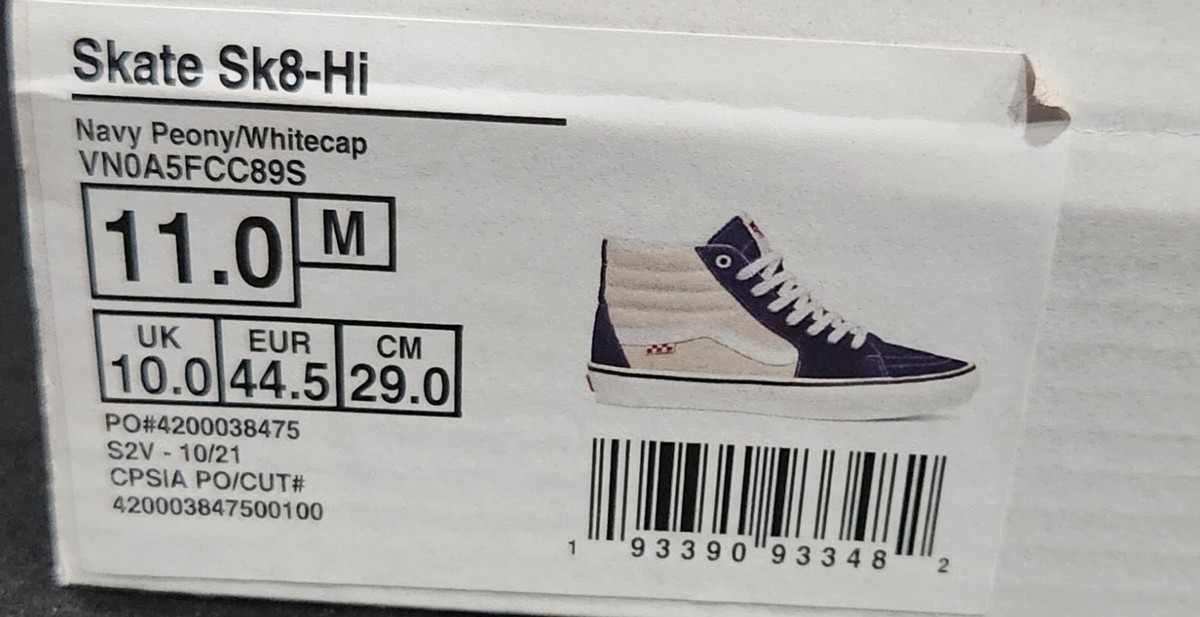 Skate Sk8-Hi
Navy Peony/Whitecap
VN0A5FCC89S
11.0 M
UK EUR CM
10.0 44.5 29.0
PO#4200038475
S2V - 10/21
CPSIA PO/CUT#
420003847500100
1 93390 93348 2